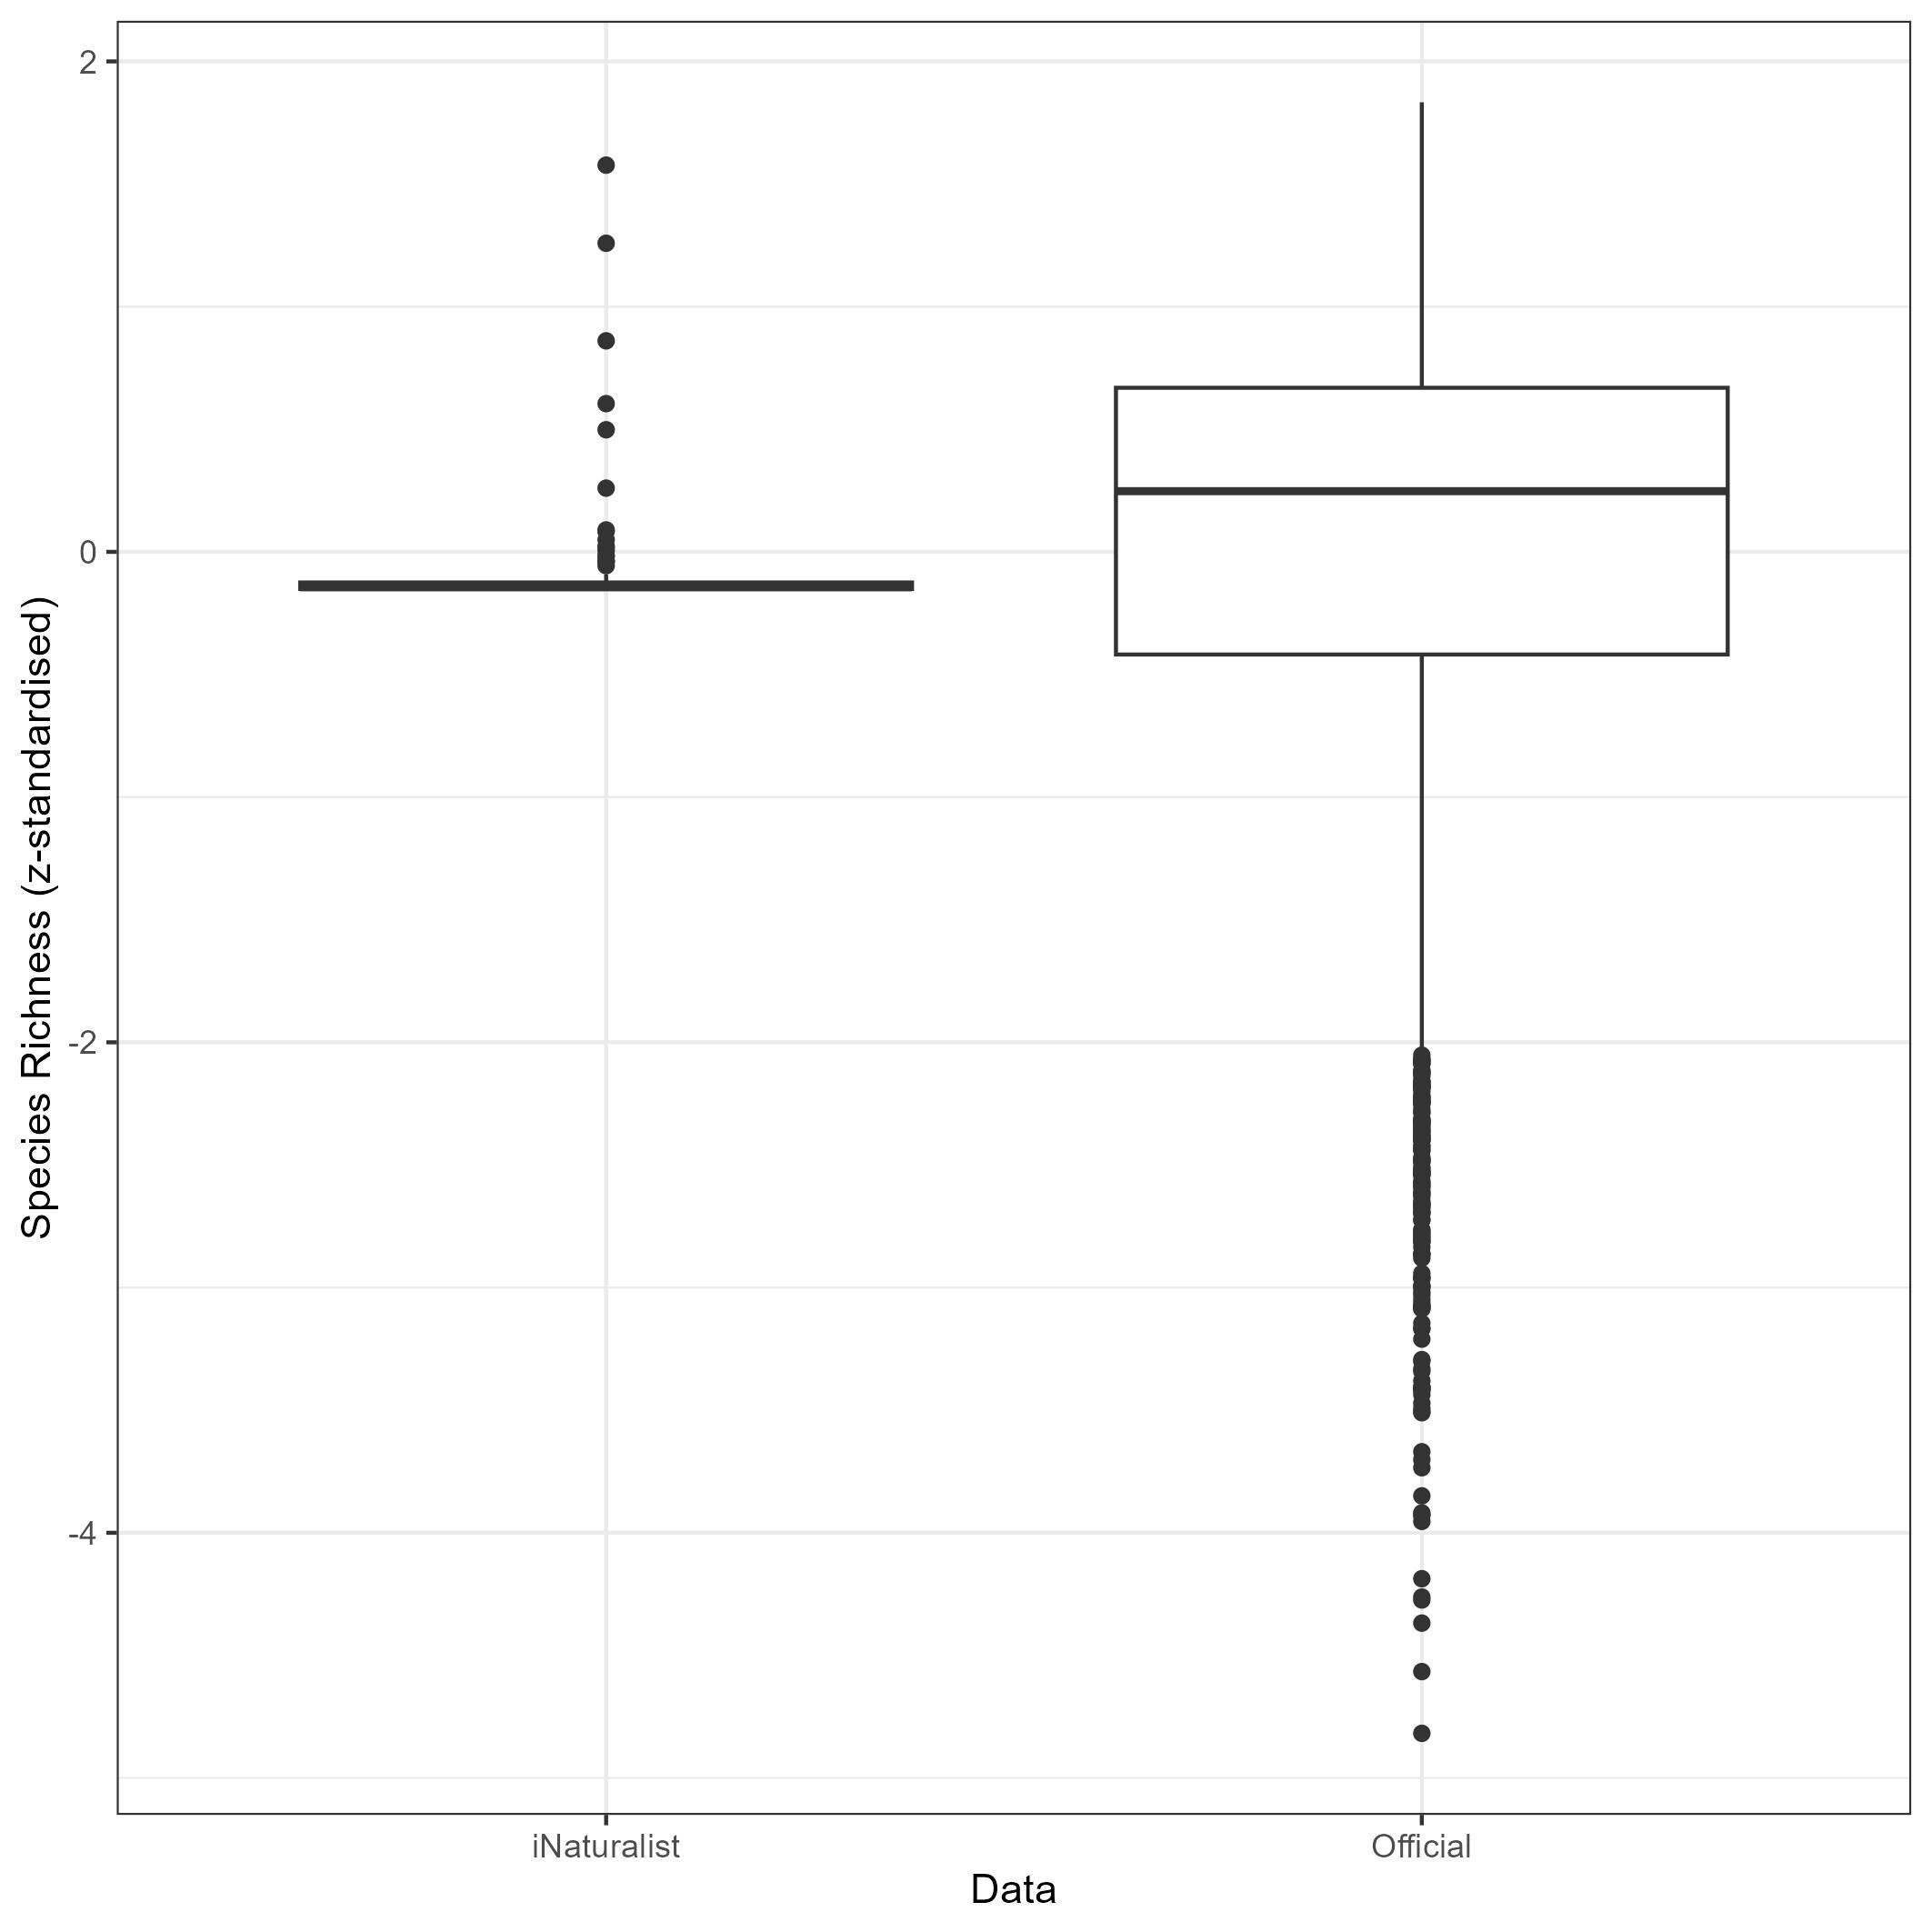 Species Richness (z-standardised)
2
0
-2
-4
iNaturalist
Official
Data